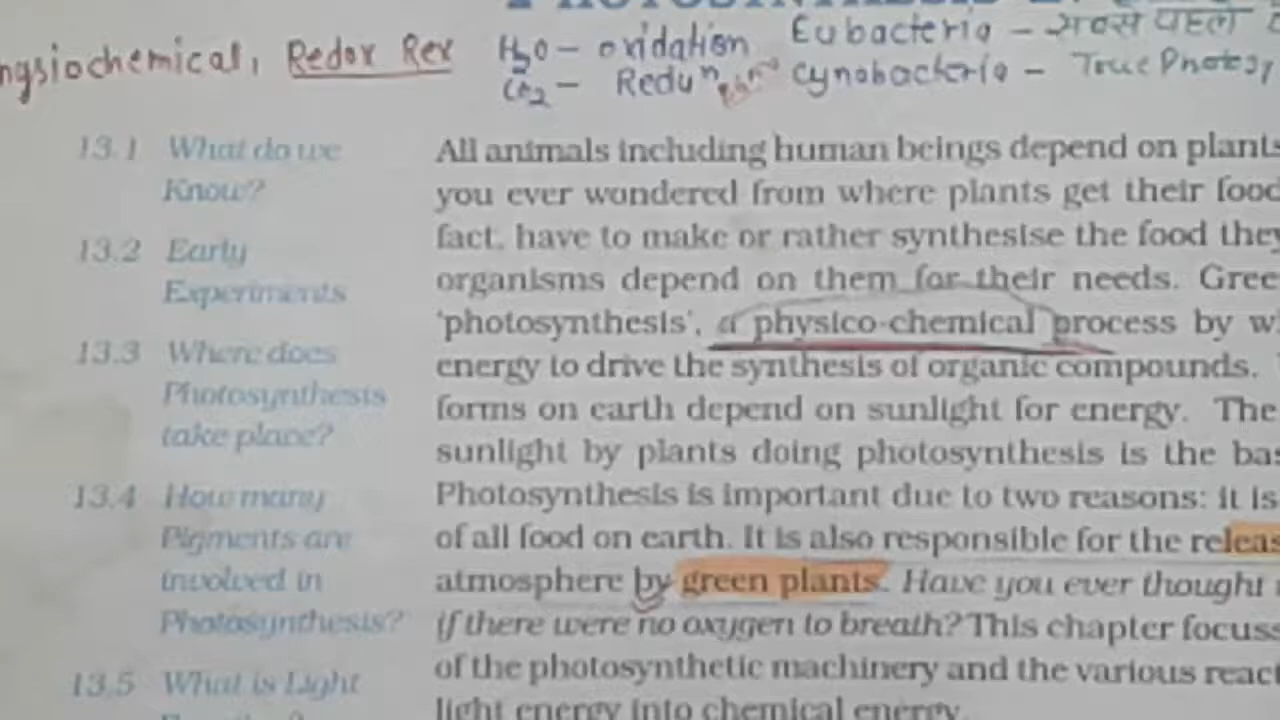 Redox Rex H2O – oxidation Eubacteria – सबसे पहले
CO2 – Redun Cynobacteria – True Photosy
13.1 What do we
Know?
13.2 Early
Experiments
13.3 Where does
Photosynthesis
take place?
13.4 How many
Pigments are
involved in
Photosynthesis?
13.5 What is Light
All animals including human beings depend on plants
you ever wondered from where plants get their food
fact, have to make or rather synthesise the food they
organisms depend on them for their needs. Gree
'photosynthesis', a physico-chemical process by w
energy to drive the synthesis of organic compounds.
forms on earth depend on sunlight for energy. The
sunlight by plants doing photosynthesis is the bas
Photosynthesis is important due to two reasons: it is
of all food on earth. It is also responsible for the releas
atmosphere by green plants. Have you ever thought
if there were no oxygen to breath? This chapter focuss
of the photosynthetic machinery and the various react
light energy into chemical energy.